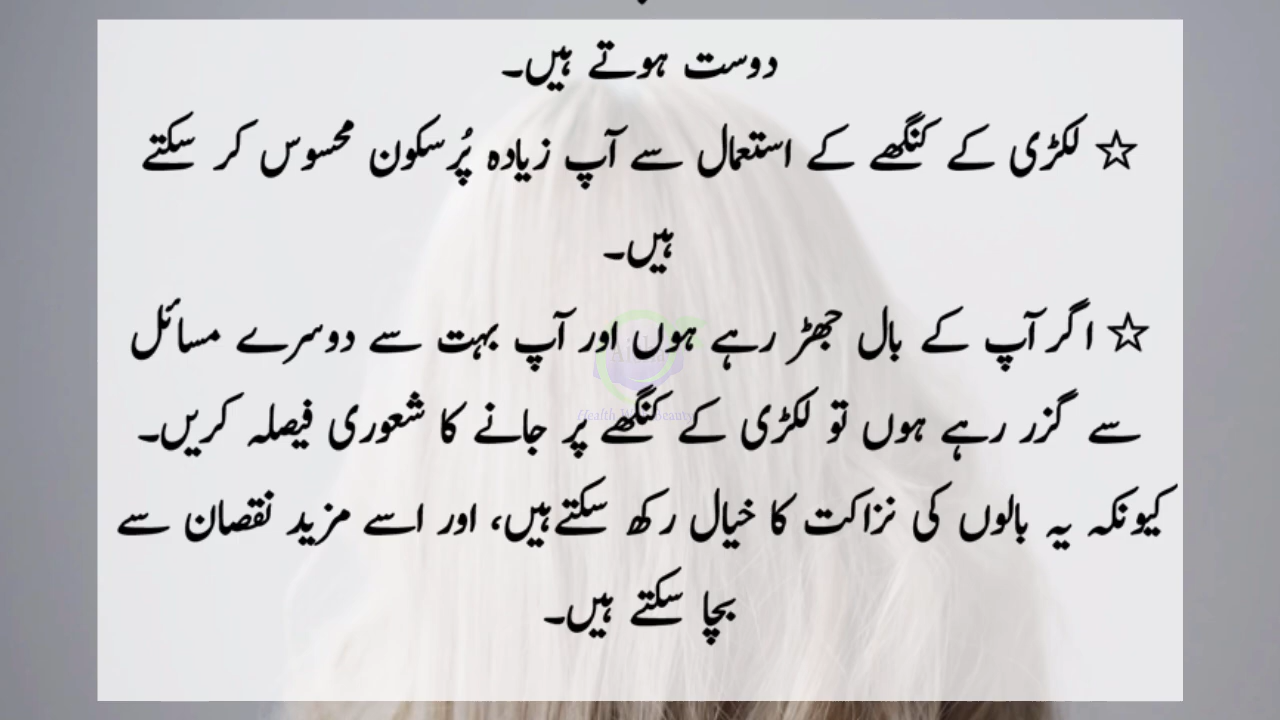 دوست ہوتے ہیں۔
☆ لکڑی کے کنگھے کے استعمال سے آپ زیادہ پُرسکون محسوس کر سکتے
ہیں۔
☆ اگر آپ کے بال جھڑ رہے ہوں اور آپ بہت سے دوسرے مسائل
سے گزر رہے ہوں تو لکڑی کے کنگھے پر جانے کا شعوری فیصلہ کریں۔
کیونکہ یہ بالوں کی نزاکت کا خیال رکھ سکتےہیں، اور اسے مزید نقصان سے
بچا سکتے ہیں۔
Health Beauty